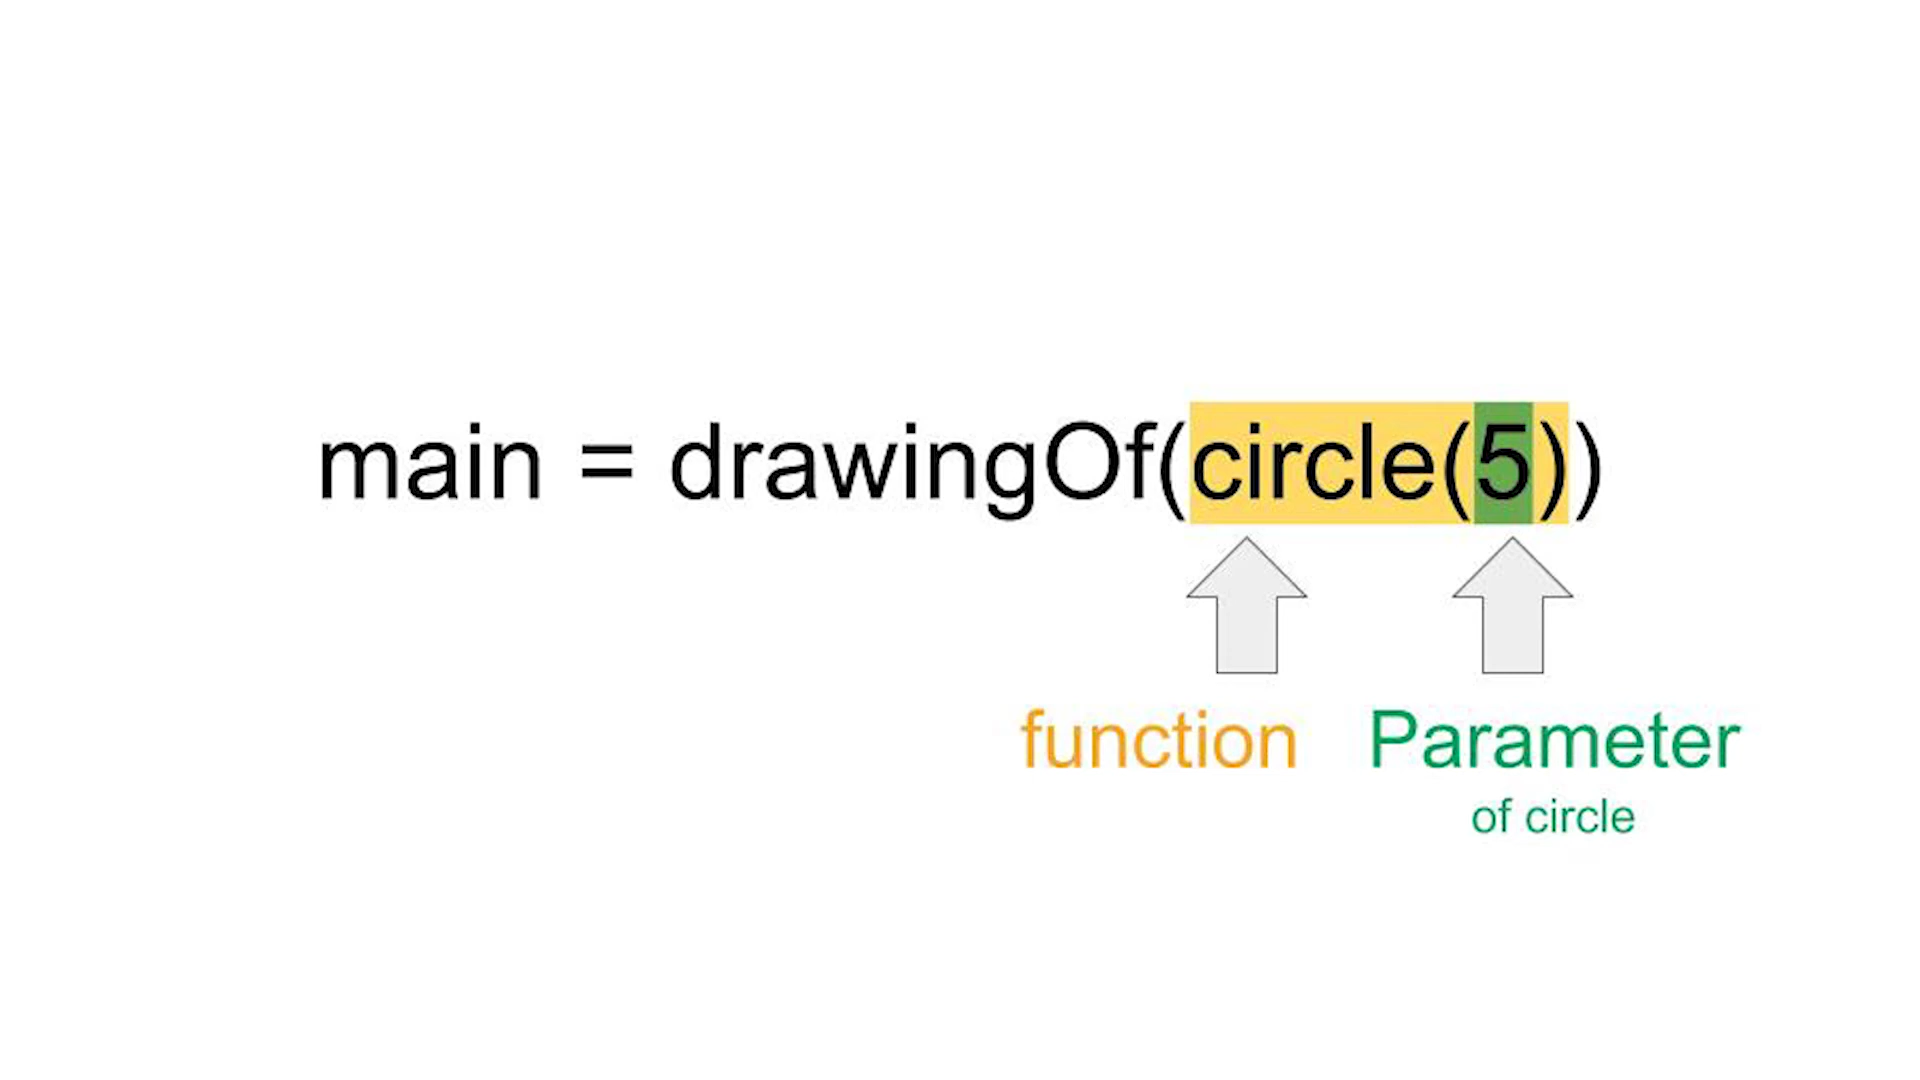 main = drawingOf(circle(5))
function Parameter
of circle